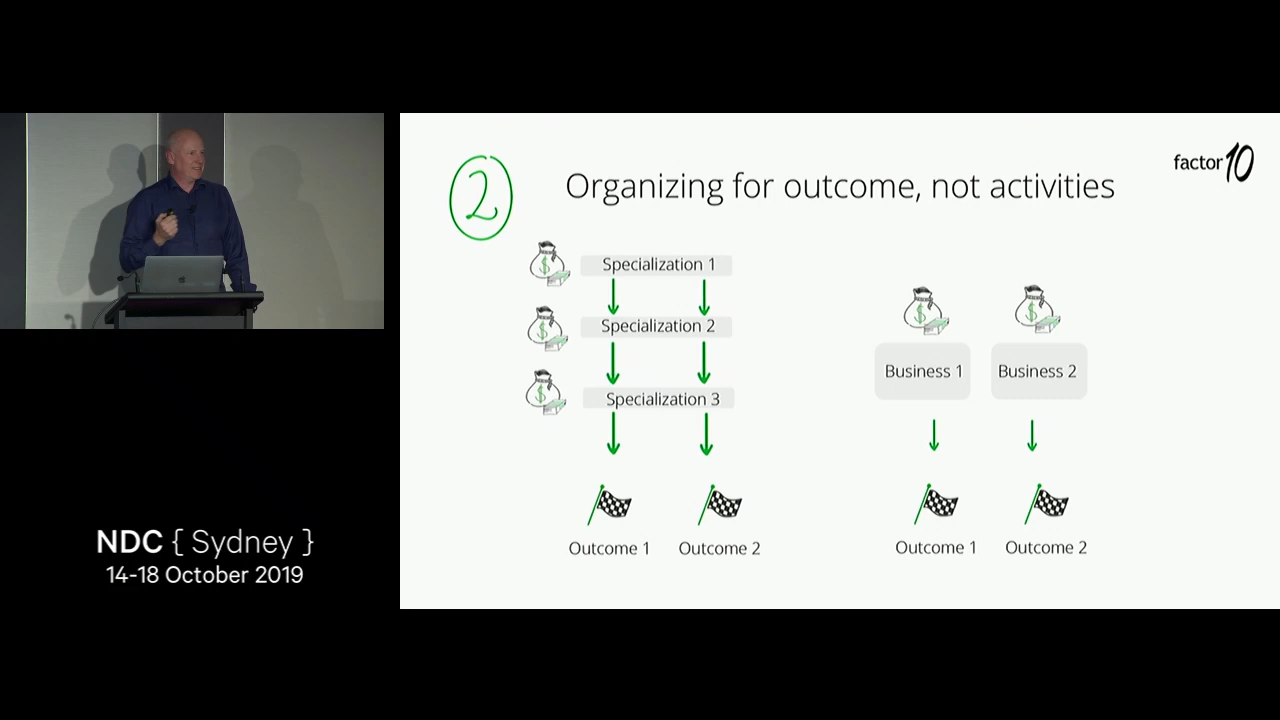 2
Organizing for outcome, not activities
factor10
$
Specialization 1
$
Specialization 2
$
Specialization 3
Outcome 1
Outcome 2
$
$
Business 1
Business 2
Outcome 1
Outcome 2
NDC { Sydney }
14-18 October 2019